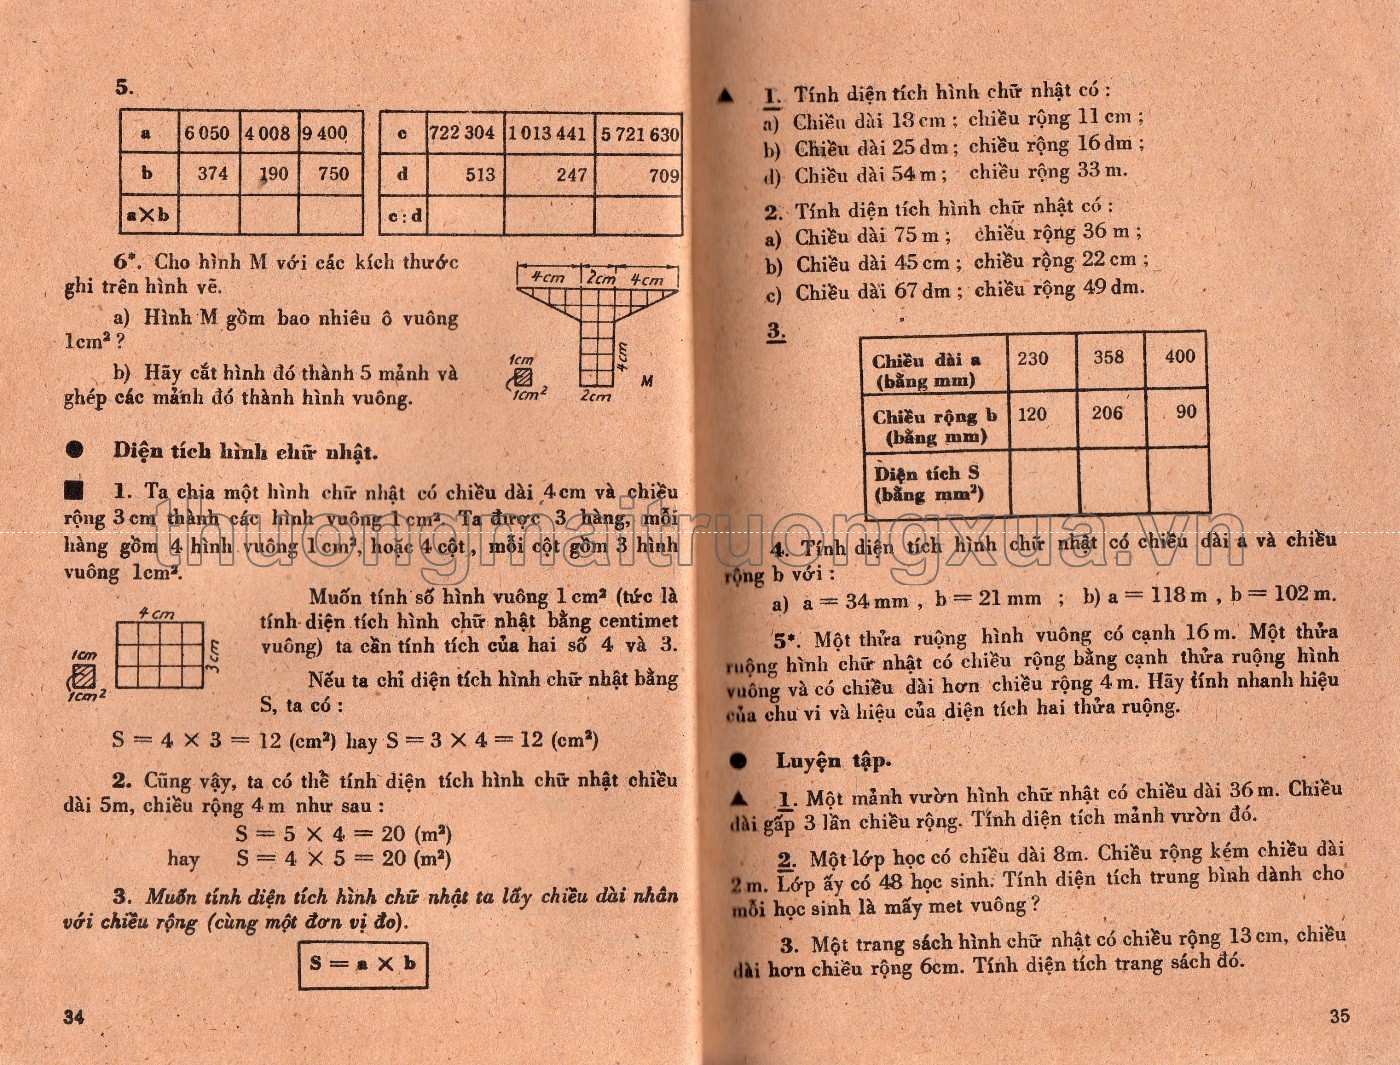 5.
a 6 050 4 008 9 400
b 374 190 750
a×b
c 722 304 1 013 441 5 721 630
d 513 247 709
c : d
6*. Cho hình M với các kích thước
ghi trên hình vẽ.
a) Hình M gồm bao nhiêu ô vuông
1cm² ?
b) Hãy cắt hình đó thành 5 mảnh và
ghép các mảnh đó thành hình vuông.
4cm 2cm 4cm
1cm
1cm²
4cm
2cm
M
● Diện tích hình chữ nhật.
■ 1. Ta chia một hình chữ nhật có chiều dài 4cm và chiều
rộng 3cm thành các hình vuông 1cm². Ta được 3 hàng, mỗi
hàng gồm 4 hình vuông 1cm², hoặc 4 cột, mỗi cột gồm 3 hình
vuông 1cm².
4cm
3cm
1cm
1cm²
Muốn tính số hình vuông 1cm² (tức là
tính diện tích hình chữ nhật bằng centimet
vuông) ta cần tính tích của hai số 4 và 3.
Nếu ta chỉ diện tích hình chữ nhật bằng
S, ta có :
S = 4 × 3 = 12 (cm²) hay S = 3 × 4 = 12 (cm²)
2. Cũng vậy, ta có thể tính diện tích hình chữ nhật chiều
dài 5m, chiều rộng 4m như sau :
S = 5 × 4 = 20 (m²)
hay S = 4 × 5 = 20 (m²)
3. Muốn tính diện tích hình chữ nhật ta lấy chiều dài nhân
với chiều rộng (cùng một đơn vị đo).
S = a × b
34
▲ 1. Tính diện tích hình chữ nhật có :
a) Chiều dài 13cm ; chiều rộng 11cm ;
b) Chiều dài 25dm ; chiều rộng 16dm ;
d) Chiều dài 54m ; chiều rộng 33m.
2. Tính diện tích hình chữ nhật có :
a) Chiều dài 75m ; chiều rộng 36m ;
b) Chiều dài 45cm ; chiều rộng 22cm ;
c) Chiều dài 67dm ; chiều rộng 49dm.
3.
Chiều dài a 230 358 400
(bằng mm)
Chiều rộng b 120 206 90
(bằng mm)
Diện tích S
(bằng mm²)
4. Tính diện tích hình chữ nhật có chiều dài a và chiều
rộng b với :
a) a = 34mm , b = 21mm ; b) a = 118m , b = 102m.
5*. Một thửa ruộng hình vuông có cạnh 16m. Một thửa
ruộng hình chữ nhật có chiều rộng bằng cạnh thửa ruộng hình
vuông và có chiều dài hơn chiều rộng 4m. Hãy tính nhanh hiệu
của chu vi và hiệu của diện tích hai thửa ruộng.
● Luyện tập.
▲ 1. Một mảnh vườn hình chữ nhật có chiều dài 36m. Chiều
dài gấp 3 lần chiều rộng. Tính diện tích mảnh vườn đó.
2. Một lớp học có chiều dài 8m. Chiều rộng kém chiều dài
2m. Lớp ấy có 48 học sinh. Tính diện tích trung bình dành cho
mỗi học sinh là mấy met vuông ?
3. Một trang sách hình chữ nhật có chiều rộng 13cm, chiều
dài hơn chiều rộng 6cm. Tính diện tích trang sách đó.
35
thuongmaitruongxua.vn